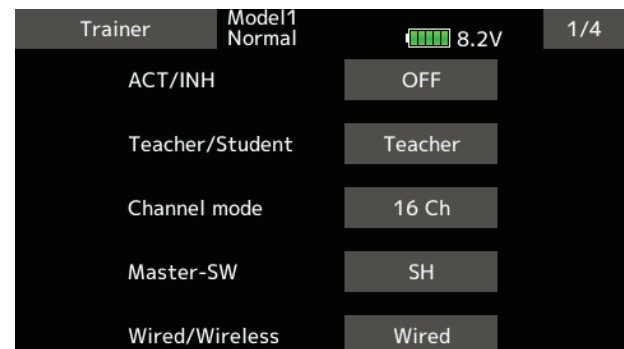 Trainer
Model1
Normal
8.2V
1/4
ACT/INH OFF
Teacher/Student Teacher
Channel mode 16 Ch
Master-SW SH
Wired/Wireless Wired